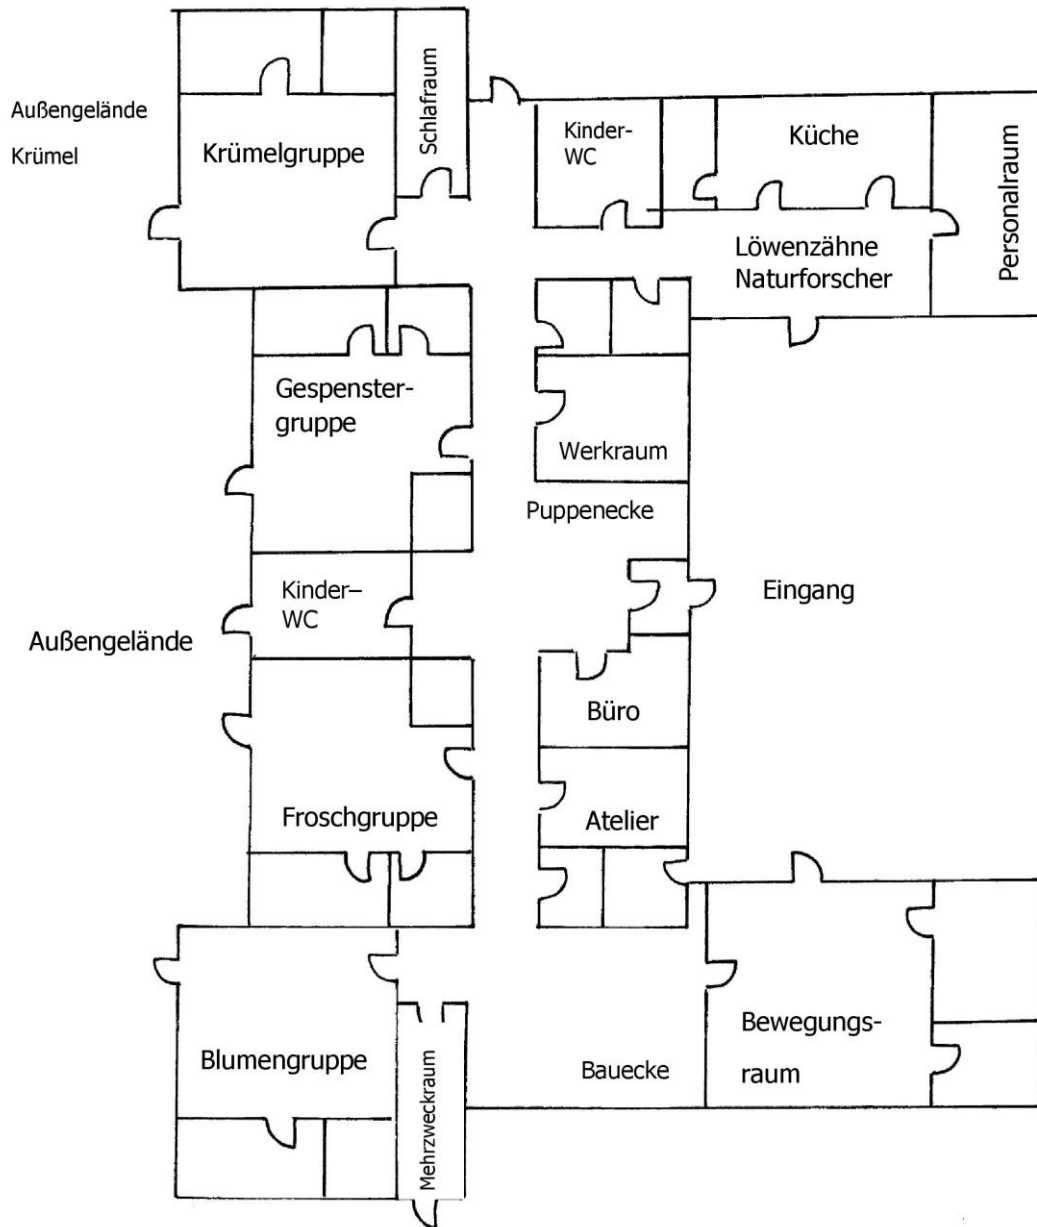 Außengelände
Krümel
Krümelgruppe
Schlafraum
Kinder-
WC
Küche
Personalraum
Löwenzähne
Naturforscher
Gespenster-
gruppe
Werkraum
Puppenecke
Kinder–
WC
Eingang
Außengelände
Büro
Froschgruppe
Atelier
Blumengruppe
Mehrzweckraum
Bauecke
Bewegungs-
raum